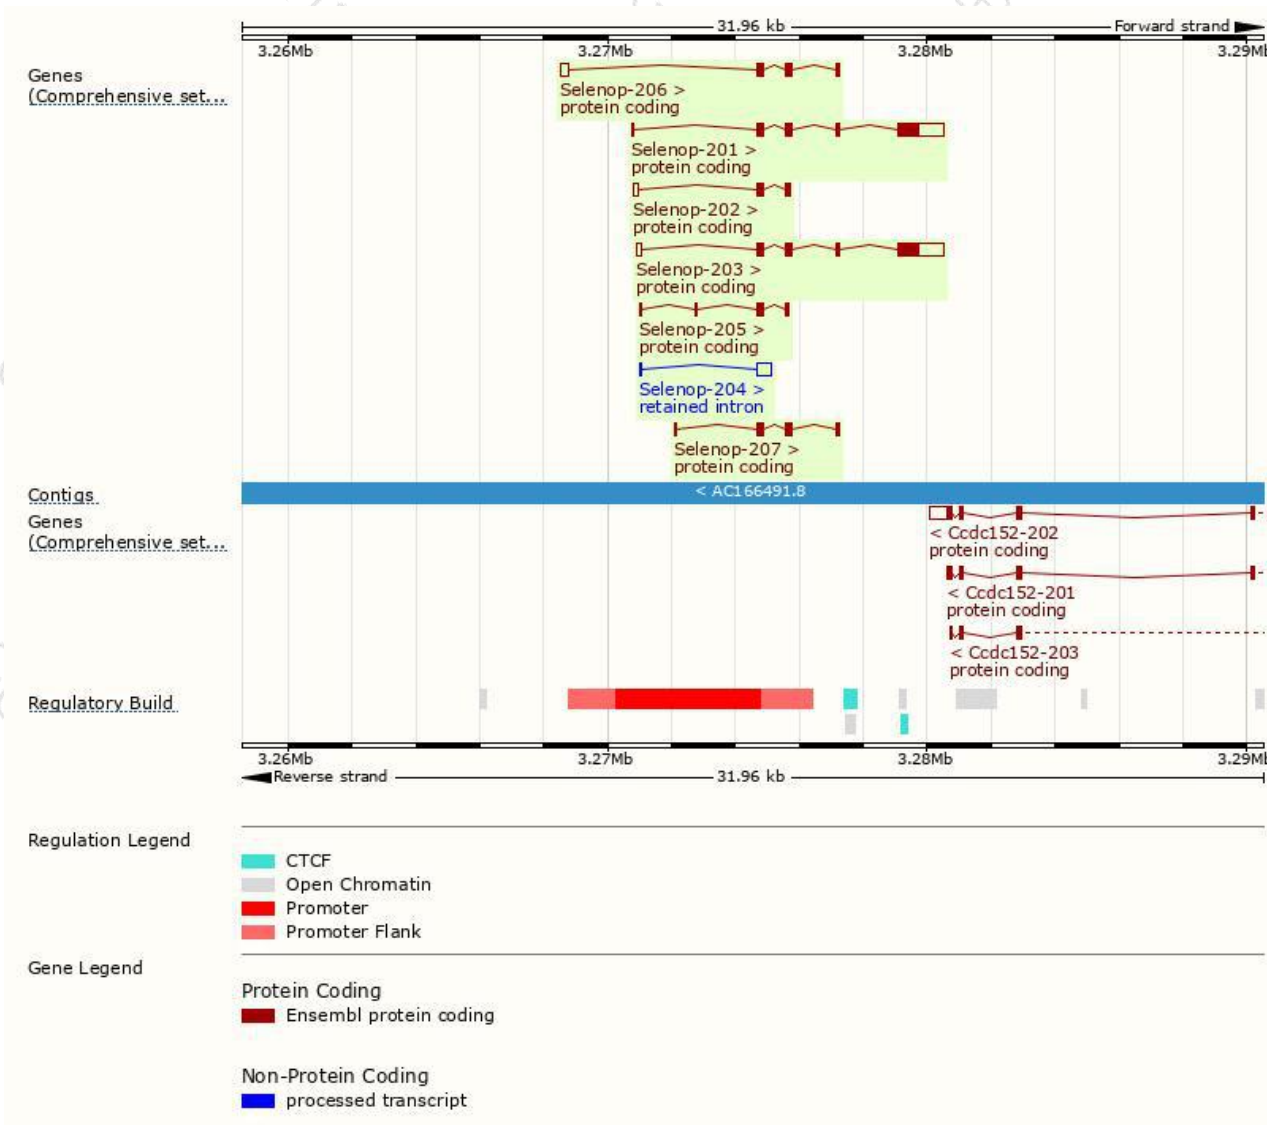 31.96 kb
Forward strand
3.26Mb 3.27Mb 3.28Mb 3.29Mb
Genes
(Comprehensive set...
Selenop-206 >
protein coding
Selenop-201 >
protein coding
Selenop-202 >
protein coding
Selenop-203 >
protein coding
Selenop-205 >
protein coding
Selenop-204 >
retained intron
Selenop-207 >
protein coding
Contigs
< AC166491.8
Genes
(Comprehensive set...
< Ccdc152-202
protein coding
< Ccdc152-201
protein coding
< Ccdc152-203
protein coding
Regulatory Build
3.26Mb 3.27Mb 3.28Mb 3.29Mb
Reverse strand
31.96 kb
Regulation Legend
CTCF
Open Chromatin
Promoter
Promoter Flank
Gene Legend
Protein Coding
Ensembl protein coding
Non-Protein Coding
processed transcript